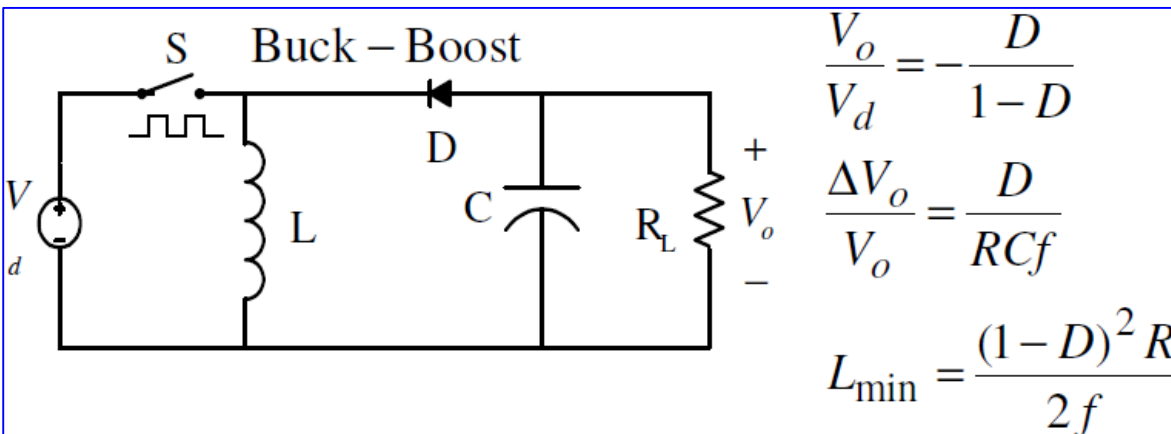 S Buck – Boost
D
V
d
L
C
R_L
+
V_o
−
V_o / V_d = − D / (1 − D)
ΔV_o / V_o = D / RCf
L_min = (1 − D)² R / 2f